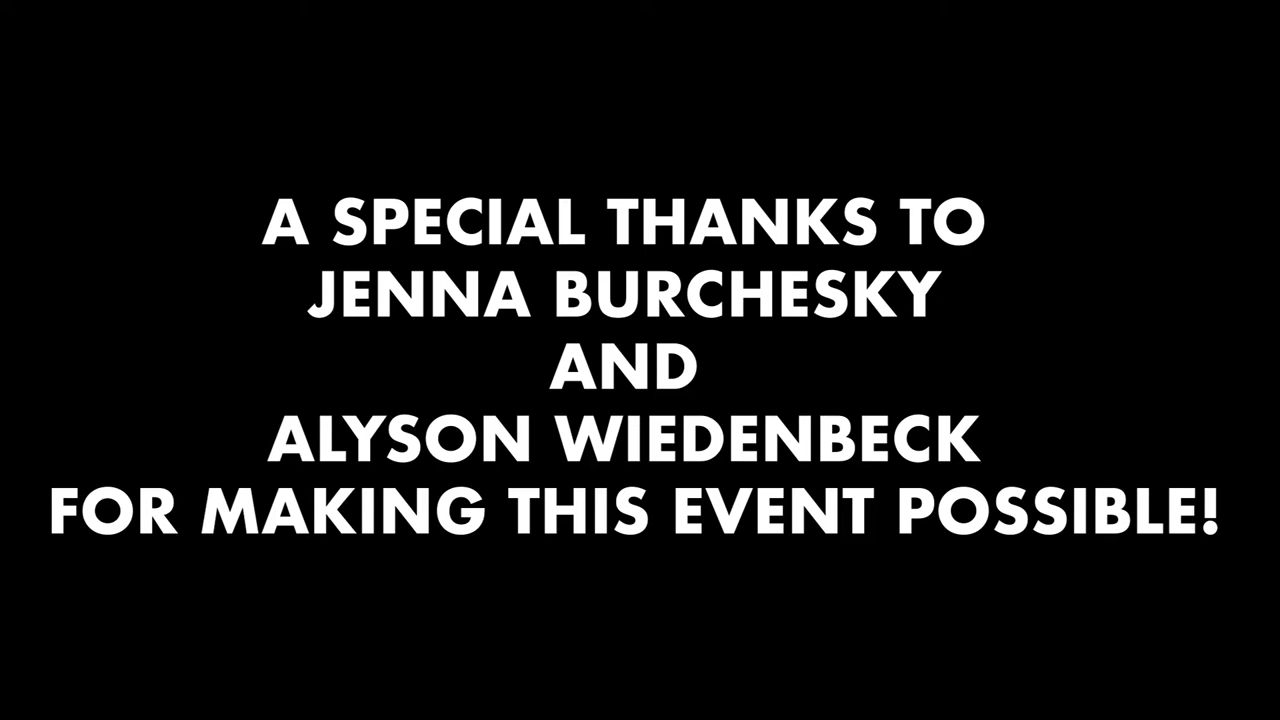 A SPECIAL THANKS TO
JENNA BURCHESKY
AND
ALYSON WIEDENBECK
FOR MAKING THIS EVENT POSSIBLE!